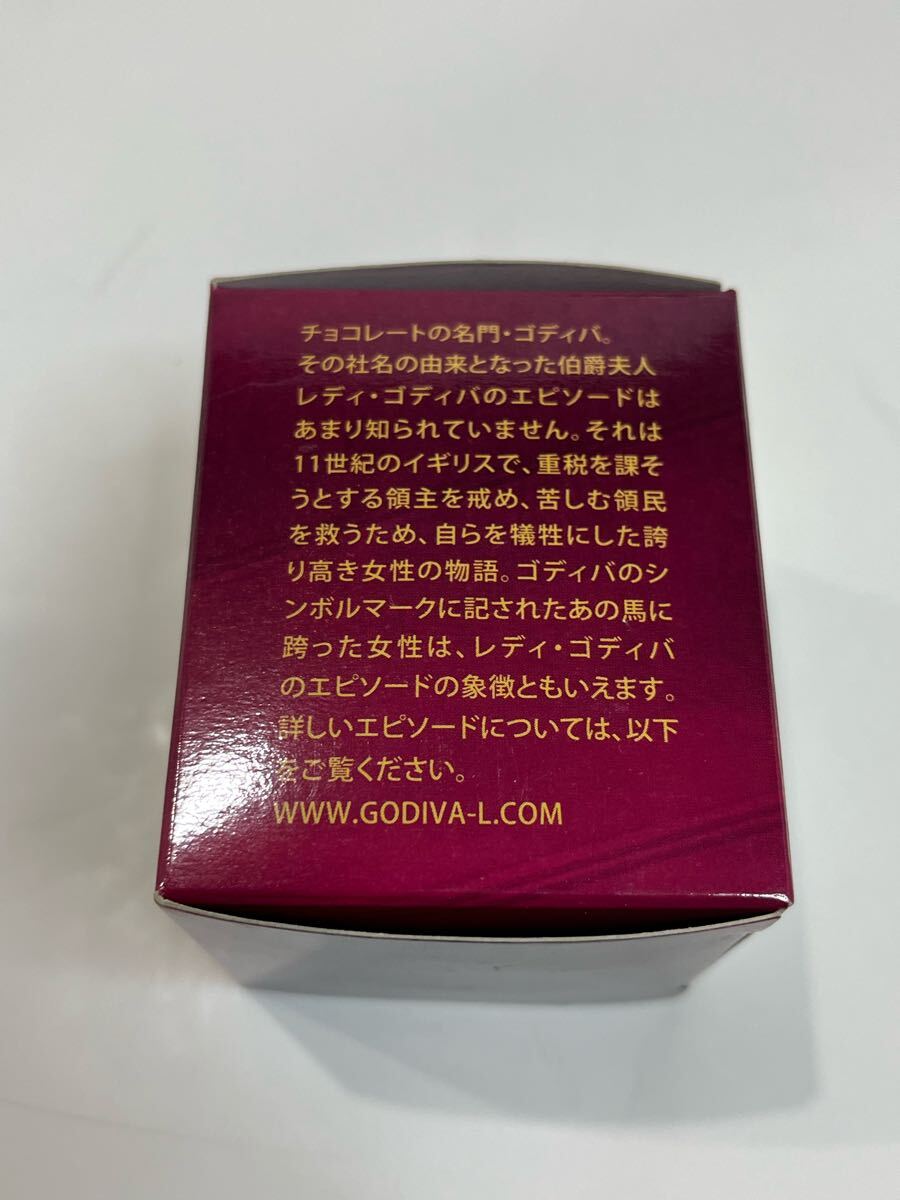 チョコレートの名門・ゴディバ。
その社名の由来となった伯爵夫人
レディ・ゴディバのエピソードは
あまり知られていません。それは
11世紀のイギリスで、重税を課そ
うとする領主を戒め、苦しむ領民
を救うため、自らを犠牲にした誇
り高き女性の物語。ゴディバのシ
ンボルマークに記されたあの馬に
跨った女性は、レディ・ゴディバ
のエピソードの象徴ともいえます。
詳しいエピソードについては、以下
をご覧ください。
WWW.GODIVA-L.COM